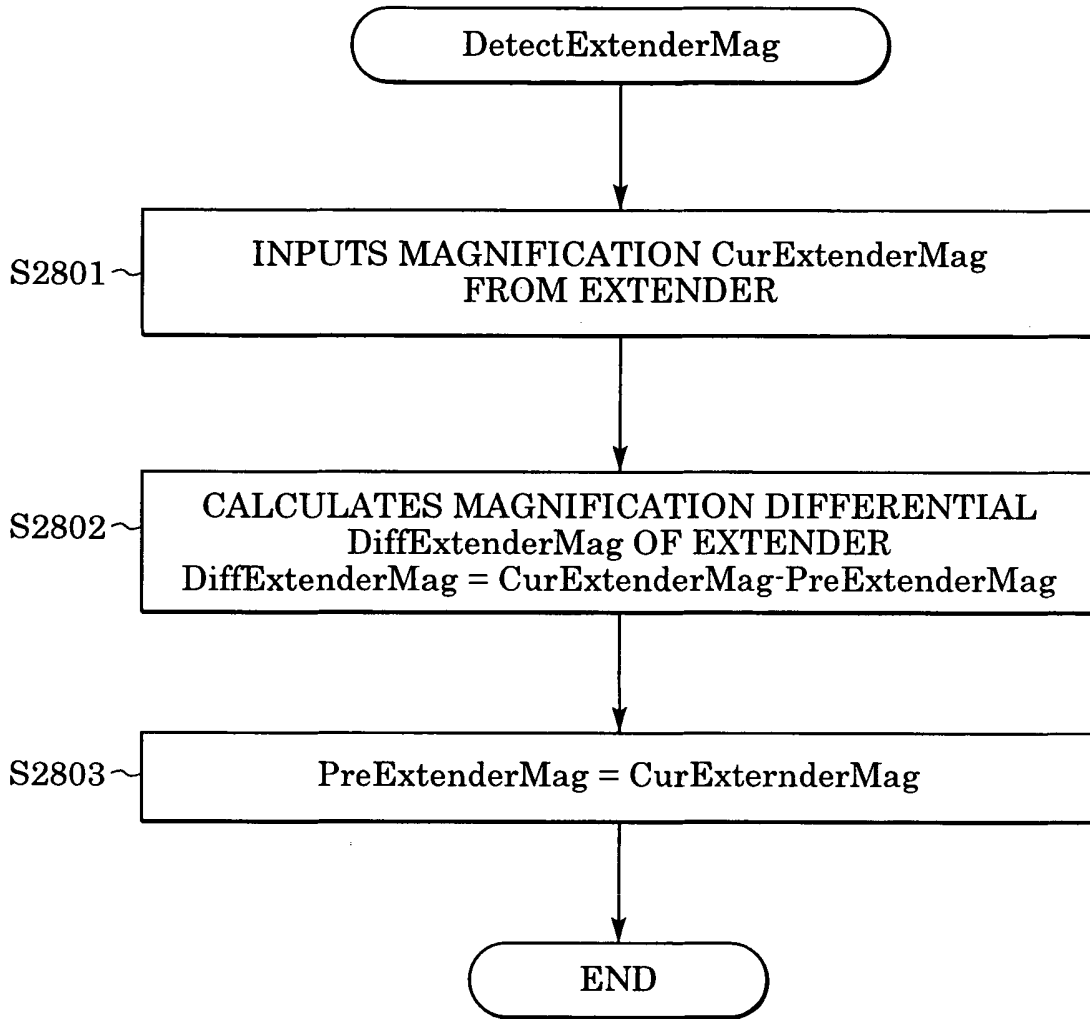 DetectExtenderMag
S2801
INPUTS MAGNIFICATION CurExtenderMag
FROM EXTENDER
S2802
CALCULATES MAGNIFICATION DIFFERENTIAL
DiffExtenderMag OF EXTENDER
DiffExtenderMag = CurExtenderMag-PreExtenderMag
S2803
PreExtenderMag = CurExternderMag
END